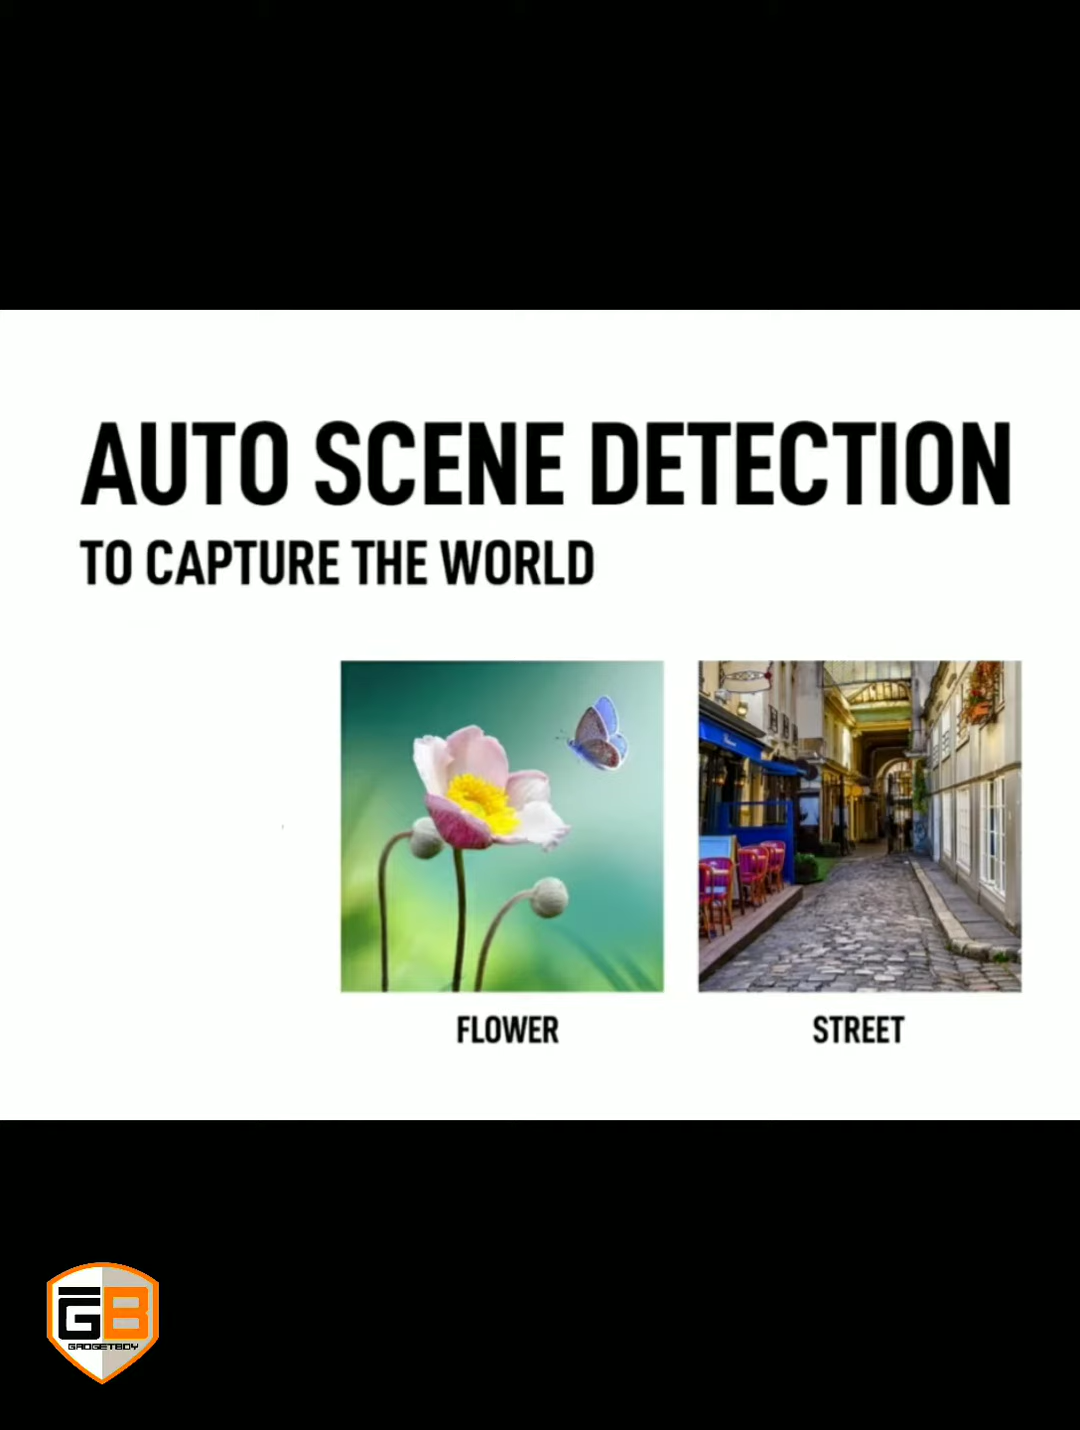 AUTO SCENE DETECTION
TO CAPTURE THE WORLD
FLOWER
STREET
GB
GADGETBOY